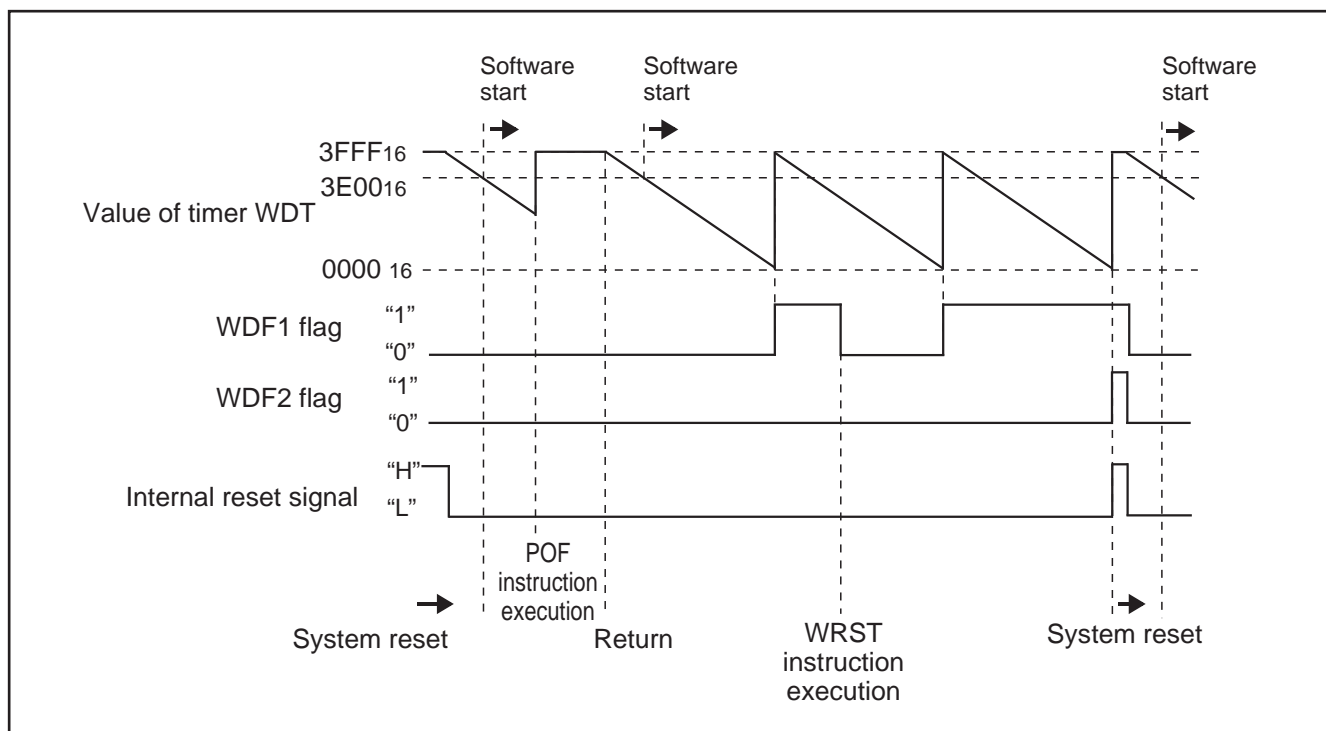 Software
start
Software
start
Software
start
3FFF16
3E0016
Value of timer WDT
0000 16
WDF1 flag
“1”
“0”
WDF2 flag
“1”
“0”
Internal reset signal
“H”
“L”
POF
instruction
execution
System reset
Return
WRST
instruction
execution
System reset